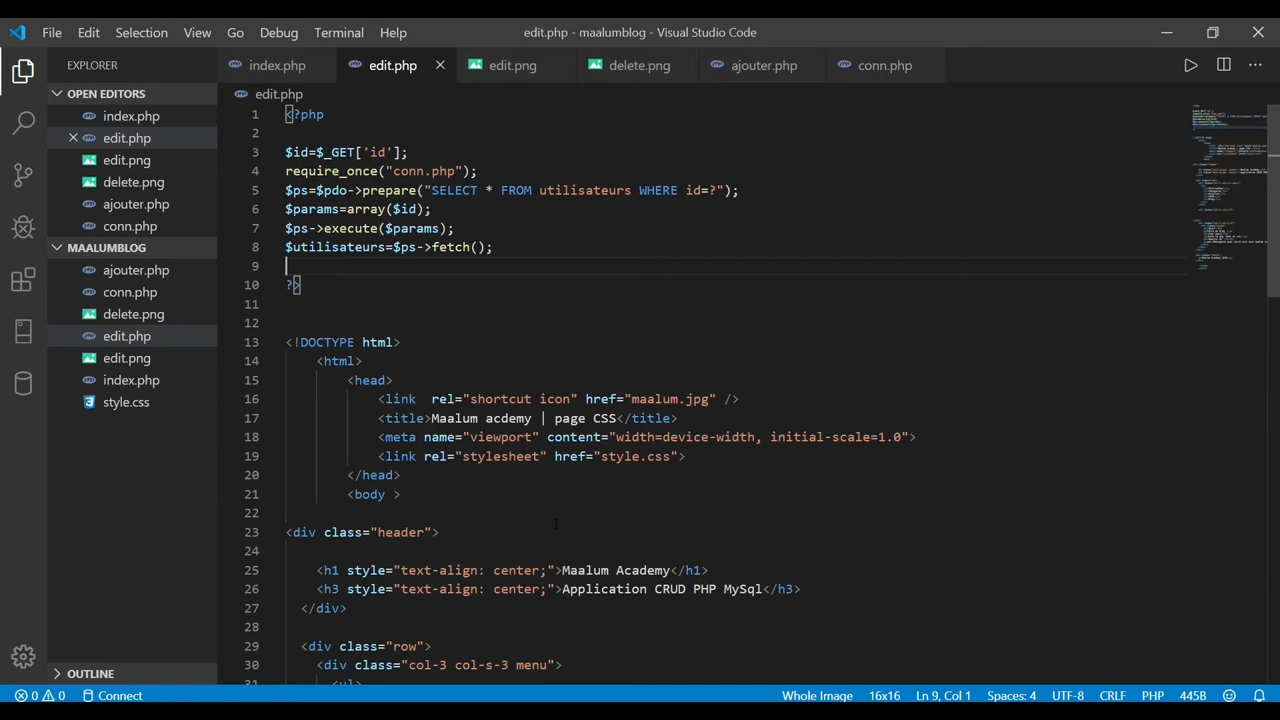 File Edit Selection View Go Debug Terminal Help edit.php - maalumblog - Visual Studio Code
EXPLORER
index.php edit.php edit.png delete.png ajouter.php conn.php
OPEN EDITORS
index.php
edit.php
edit.png
delete.png
ajouter.php
conn.php
MAALUMBLOG
ajouter.php
conn.php
delete.png
edit.php
edit.png
index.php
style.css
OUTLINE
edit.php
1 <?php
2
3 $id=$_GET['id'];
4 require_once("conn.php");
5 $ps=$pdo->prepare("SELECT * FROM utilisateurs WHERE id=?");
6 $params=array($id);
7 $ps->execute($params);
8 $utilisateurs=$ps->fetch();
9
10 ?>
11
12
13 <!DOCTYPE html>
14 <html>
15 <head>
16 <link  rel="shortcut icon" href="maalum.jpg" />
17 <title>Maalum acdemy | page CSS</title>
18 <meta name="viewport" content="width=device-width, initial-scale=1.0">
19 <link rel="stylesheet" href="style.css">
20 </head>
21 <body >
22
23 <div class="header">
24
25 <h1 style="text-align: center;">Maalum Academy</h1>
26 <h3 style="text-align: center;">Application CRUD PHP MySql</h3>
27 </div>
28
29 <div class="row">
30 <div class="col-3 col-s-3 menu">
31 <ul>
0 0 Connect Whole Image 16x16 Ln 9, Col 1 Spaces: 4 UTF-8 CRLF PHP 445B